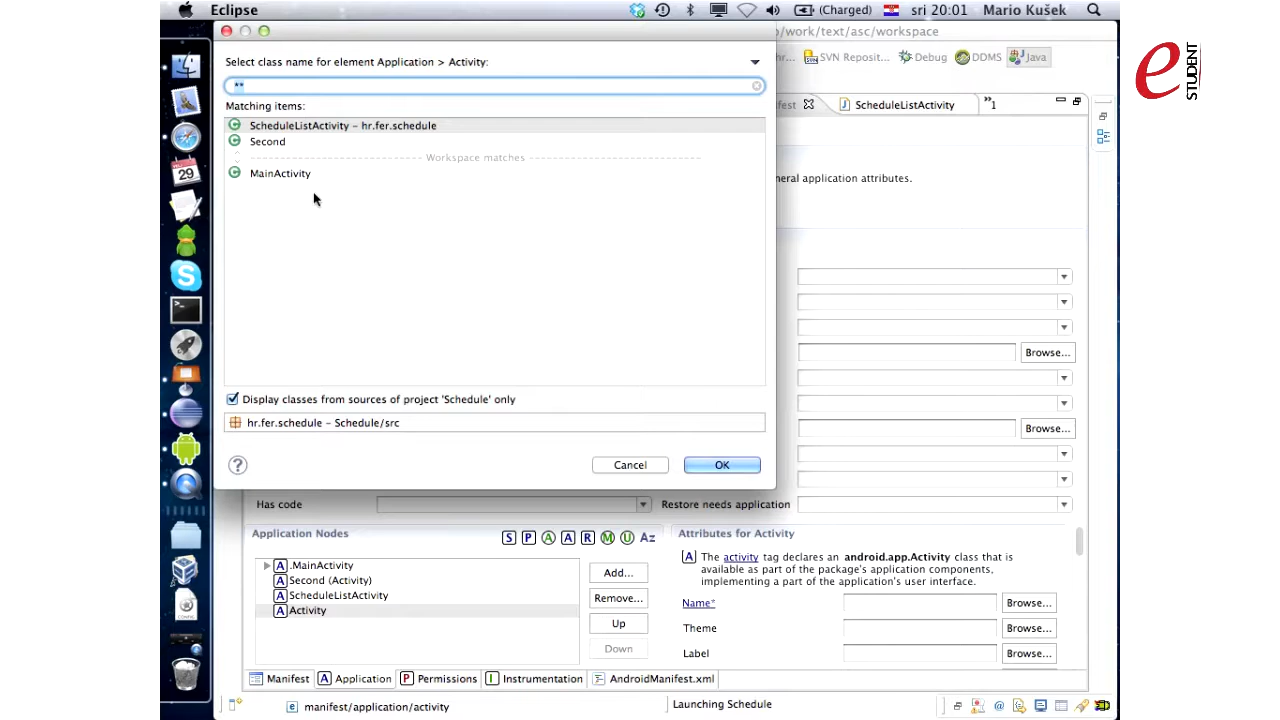 Eclipse
(Charged)
sri 20:01
Mario Kušek
o/work/text/asc/workspace
Select class name for element Application > Activity:
**
Matching items:
ScheduleListActivity – hr.fer.schedule
Second
Workspace matches
MainActivity
Display classes from sources of project 'Schedule' only
hr.fer.schedule – Schedule/src
?
Cancel
OK
hr...
SVN Reposit...
Debug
DDMS
Java
fest
ScheduleListActivity
»1
neral application attributes.
Browse...
Browse...
Has code
Restore needs application
Application Nodes
S P A A R M U Az
A .MainActivity
A Second (Activity)
A ScheduleListActivity
A Activity
Add...
Remove...
Up
Down
Attributes for Activity
A The activity tag declares an android.app.Activity class that is
available as part of the package's application components,
implementing a part of the application's user interface.
Name*
Browse...
Theme
Browse...
Label
Browse...
Manifest
A Application
P Permissions
I Instrumentation
AndroidManifest.xml
manifest/application/activity
Launching Schedule
29
S
e
STUDENT